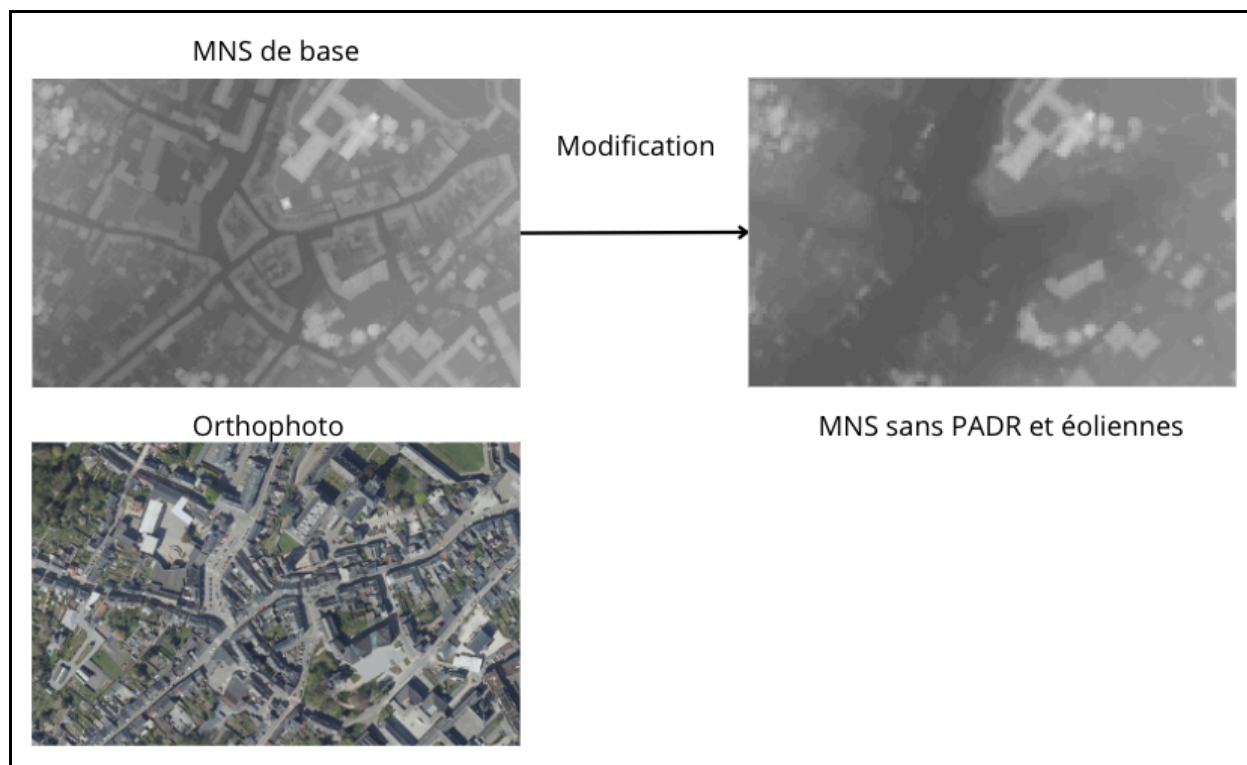 MNS de base
Modification
Orthophoto
MNS sans PADR et éoliennes